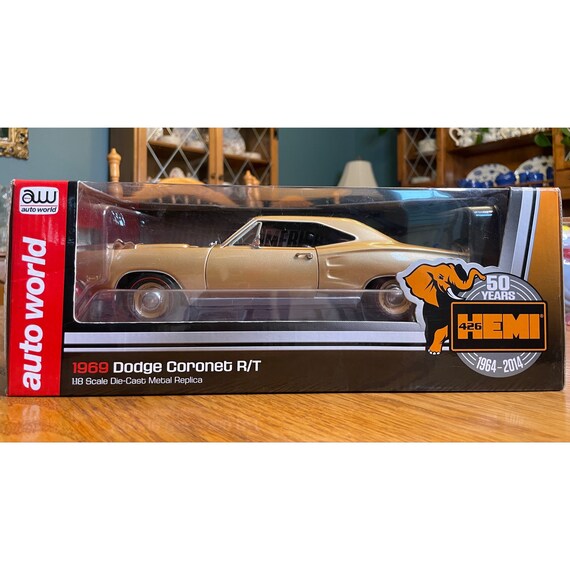 aw
auto world
auto world
1969 Dodge Coronet R/T
1:18 Scale Die-Cast Metal Replica
50
YEARS
426 HEMI®
1964-2014